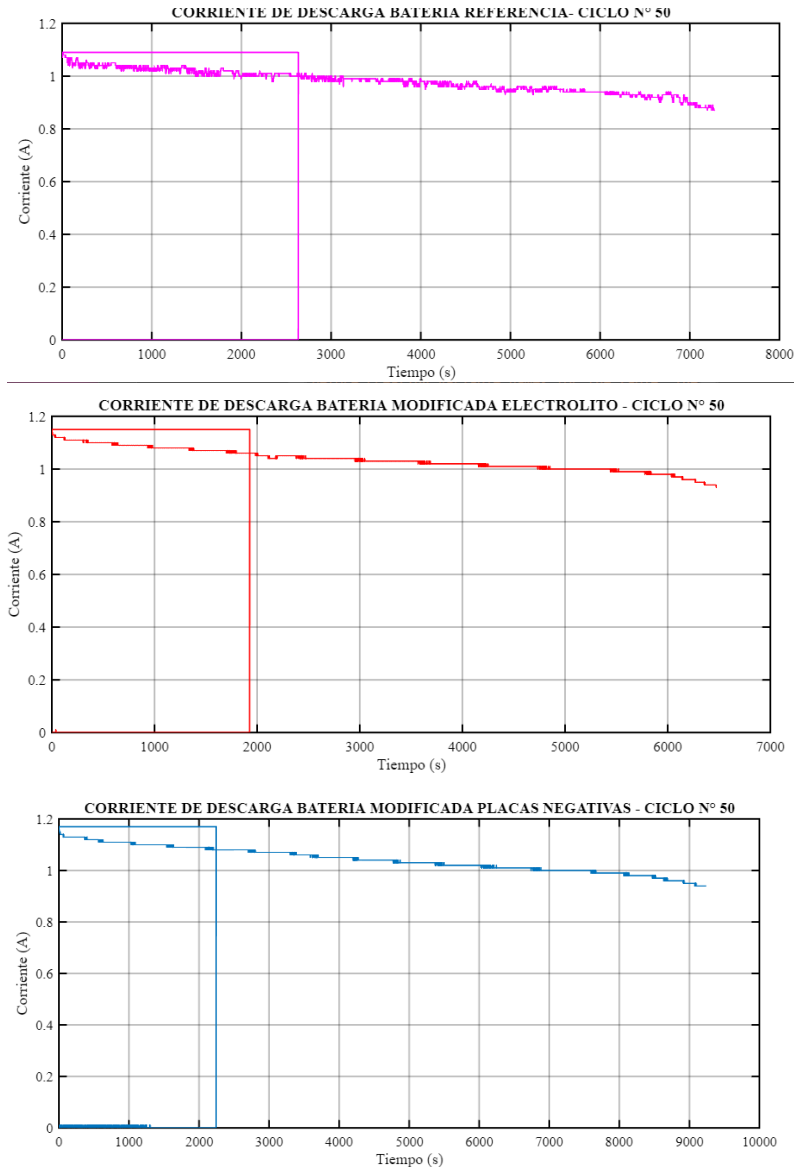 CORRIENTE DE DESCARGA BATERIA REFERENCIA- CICLO N° 50
1.2
1
0.8
0.6
0.4
0.2
0
Corriente (A)
0 1000 2000 3000 4000 5000 6000 7000 8000
Tiempo (s)
CORRIENTE DE DESCARGA BATERIA MODIFICADA ELECTROLITO - CICLO N° 50
1.2
1
0.8
0.6
0.4
0.2
0
Corriente (A)
0 1000 2000 3000 4000 5000 6000 7000
Tiempo (s)
CORRIENTE DE DESCARGA BATERIA MODIFICADA PLACAS NEGATIVAS - CICLO N° 50
1.2
1
0.8
0.6
0.4
0.2
0
Corriente (A)
0 1000 2000 3000 4000 5000 6000 7000 8000 9000 10000
Tiempo (s)